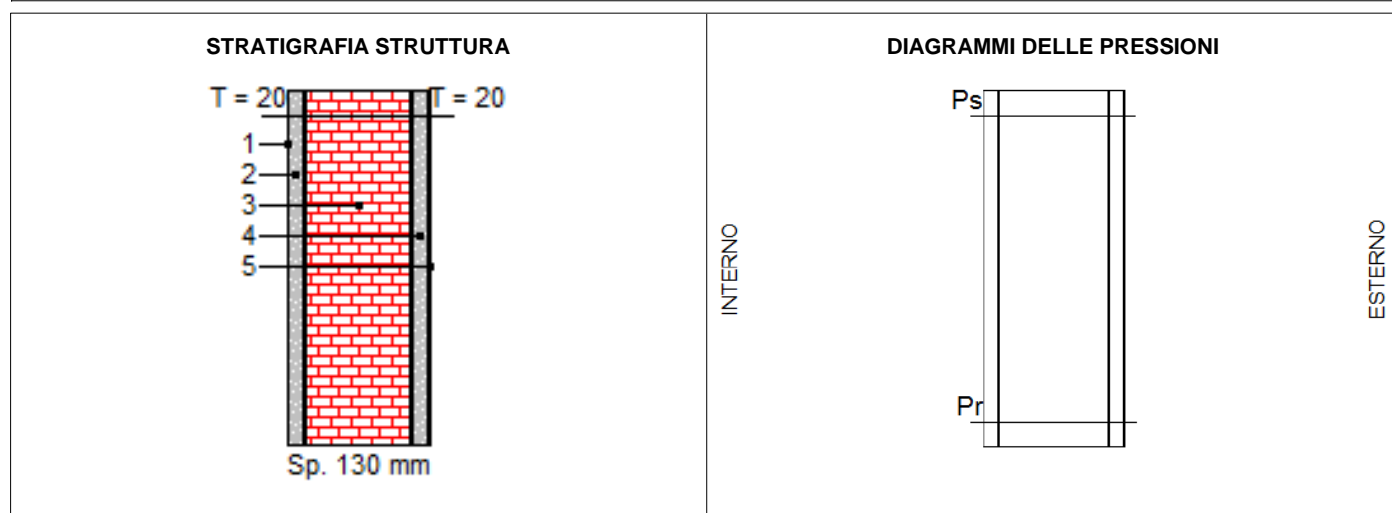 STRATIGRAFIA STRUTTURA
T = 20 T = 20
1
2
3
4
5
Sp. 130 mm
DIAGRAMMI DELLE PRESSIONI
Ps
INTERNO
Pr
ESTERNO